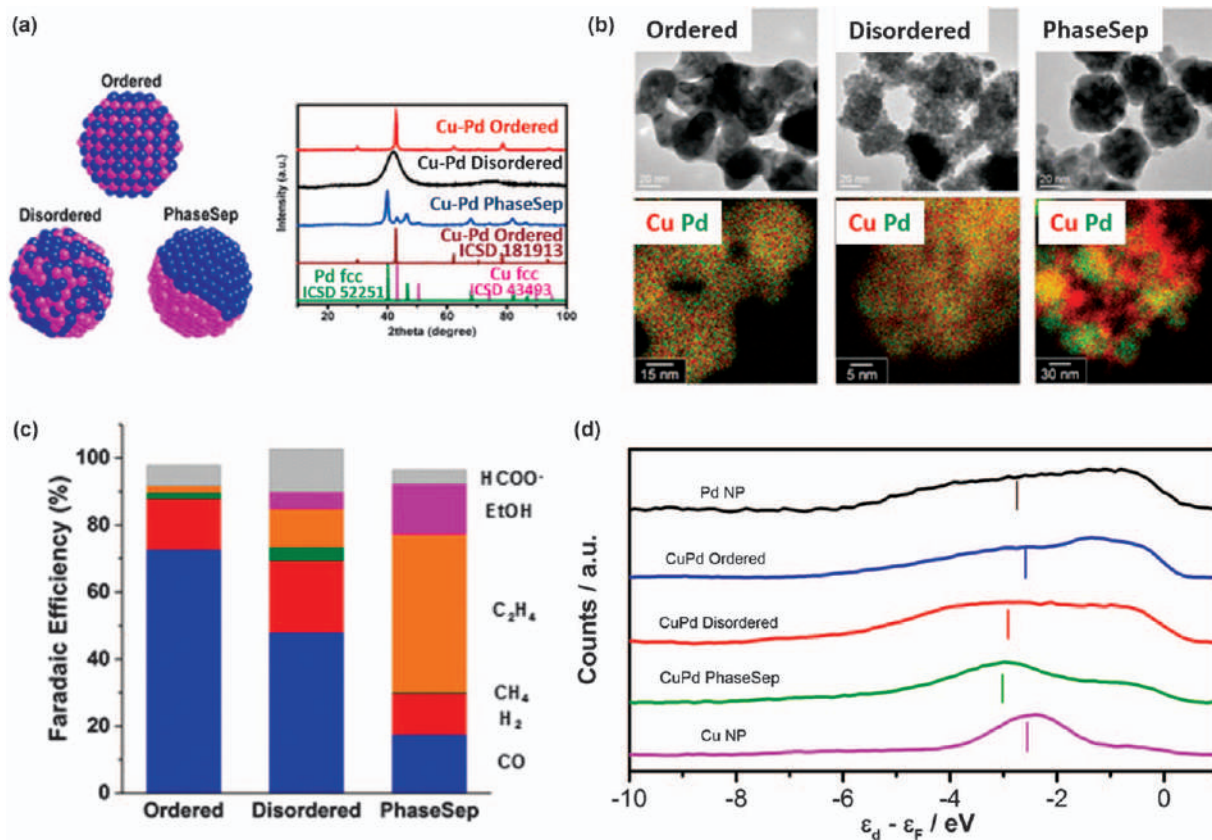 (a)
Ordered
Disordered
PhaseSep
Intensity (a.u.)
Cu-Pd Ordered
Cu-Pd Disordered
Cu-Pd PhaseSep
Cu-Pd Ordered
ICSD 181913
Pd fcc
ICSD 52251
Cu fcc
ICSD 43493
20 40 60 80 100
2theta (degree)
(b)
Ordered
Disordered
PhaseSep
20 nm
20 nm
20 nm
Cu Pd
Cu Pd
Cu Pd
15 nm
5 nm
30 nm
(c)
Faradaic Efficiency (%)
100
80
60
40
20
0
HCOO-
EtOH
C₂H₄
CH₄
H₂
CO
Ordered Disordered PhaseSep
(d)
Counts / a.u.
Pd NP
CuPd Ordered
CuPd Disordered
CuPd PhaseSep
Cu NP
-10 -8 -6 -4 -2 0
εd - εF / eV